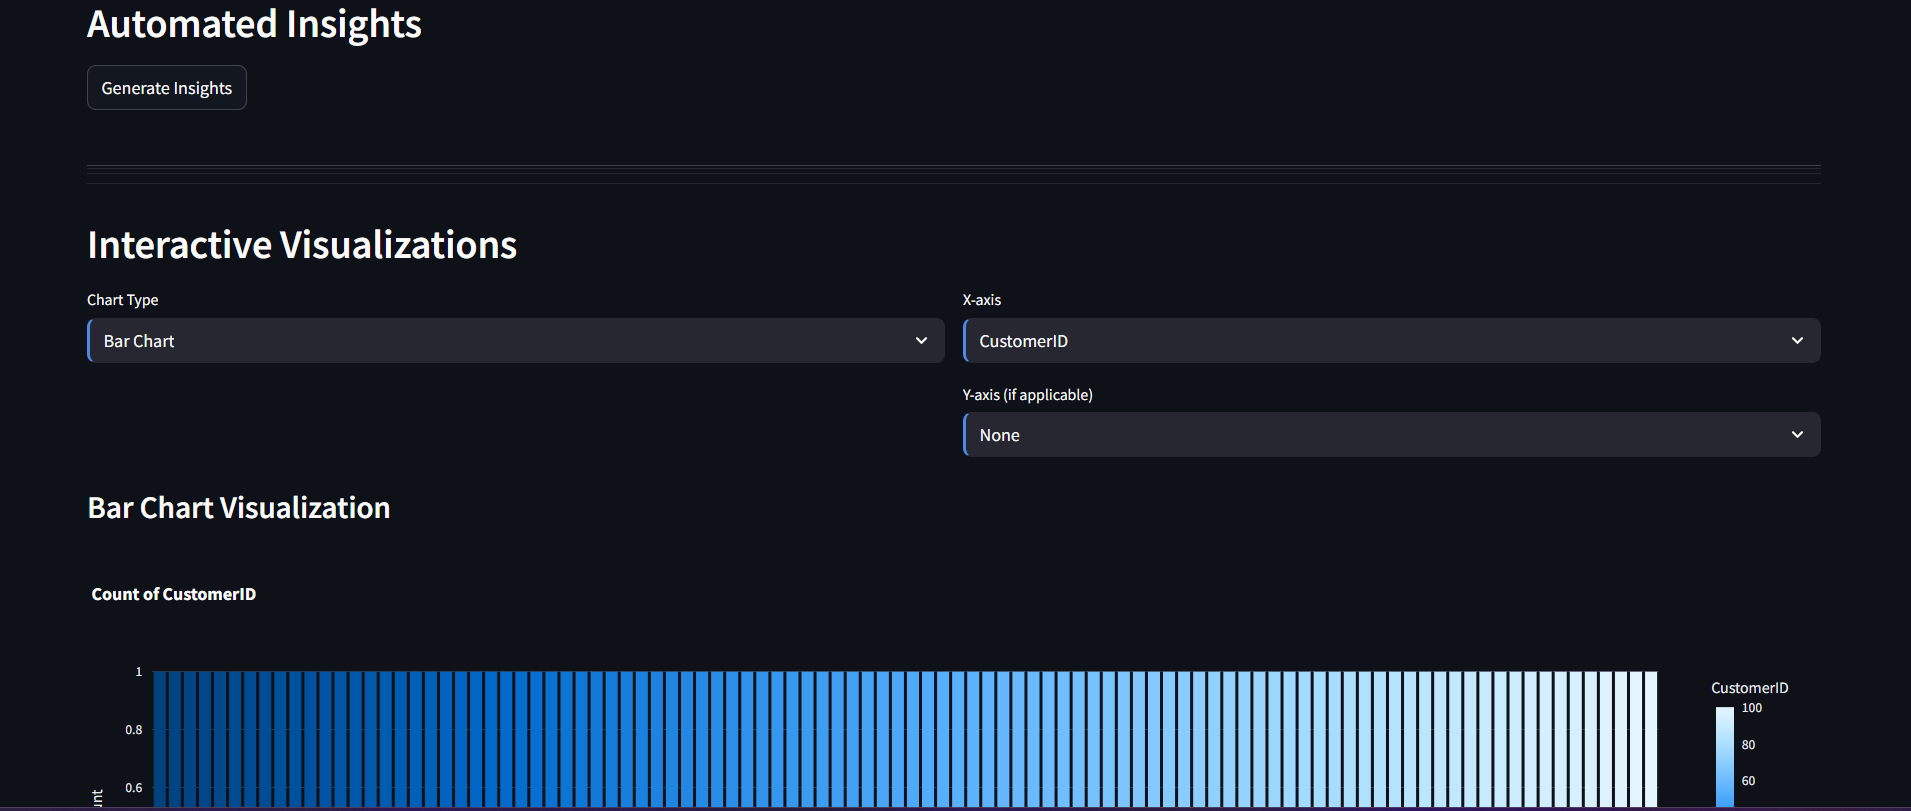 Automated Insights
Generate Insights
Interactive Visualizations
Chart Type
Bar Chart
X-axis
CustomerID
Y-axis (if applicable)
None
Bar Chart Visualization
Count of CustomerID
1
0.8
0.6
CustomerID
100
80
60